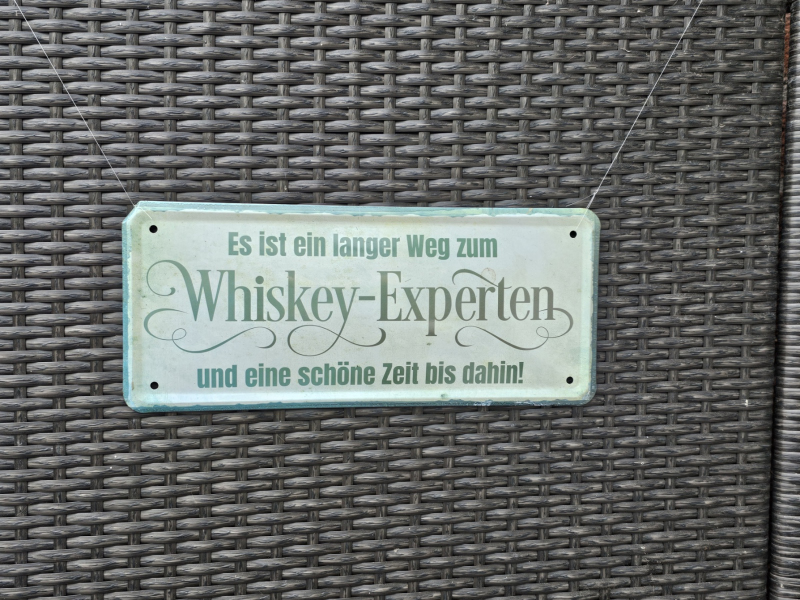 Es ist ein langer Weg zum
Whiskey-Experten
und eine schöne Zeit bis dahin!